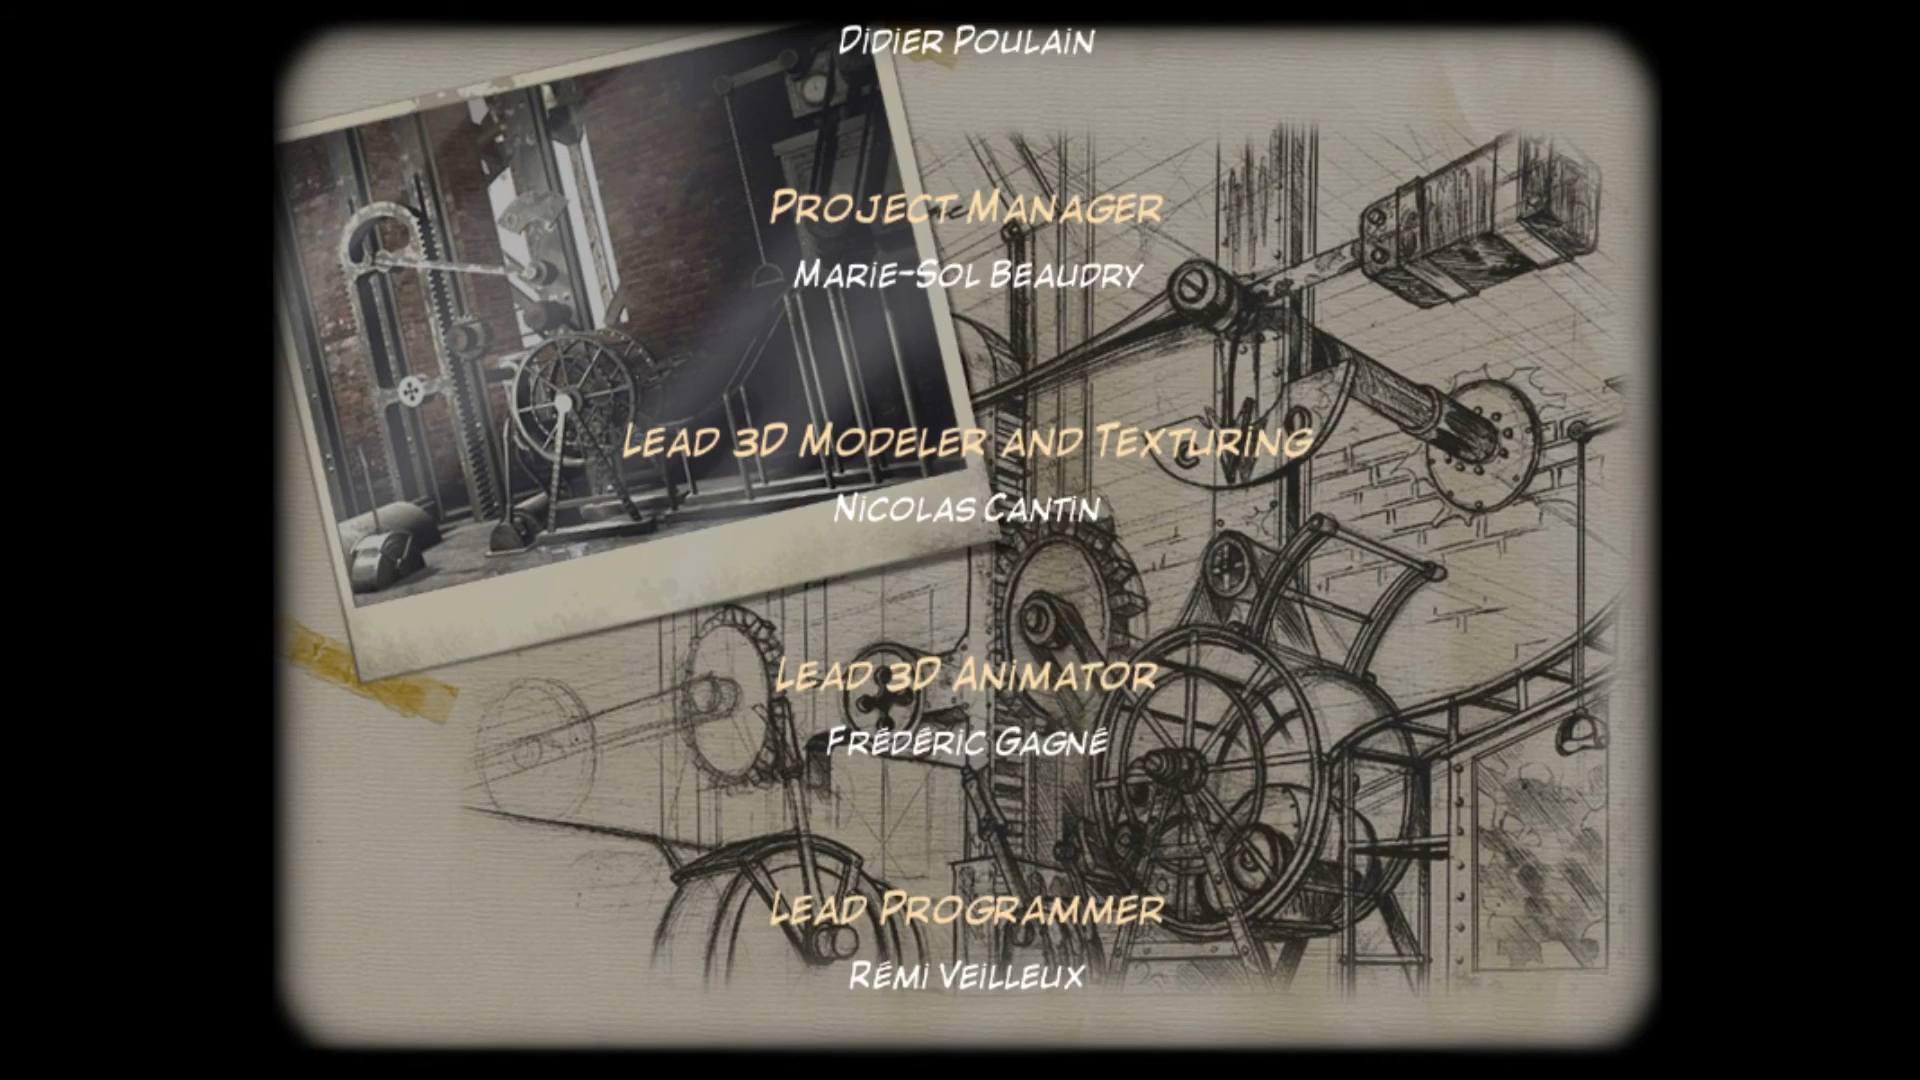 Didier Poulain
Project Manager
Marie-Sol Beaudry
Lead 3D Modeler and Texturing
Nicolas Cantin
Lead 3D Animator
Frédéric Gagné
Lead Programmer
Rémi Veilleux